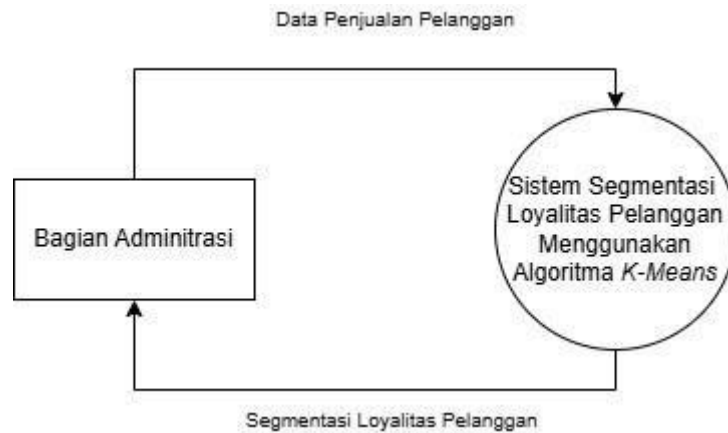 Data Penjualan Pelanggan
Bagian Adminitrasi
Sistem Segmentasi
Loyalitas Pelanggan
Menggunakan
Algoritma K-Means
Segmentasi Loyalitas Pelanggan